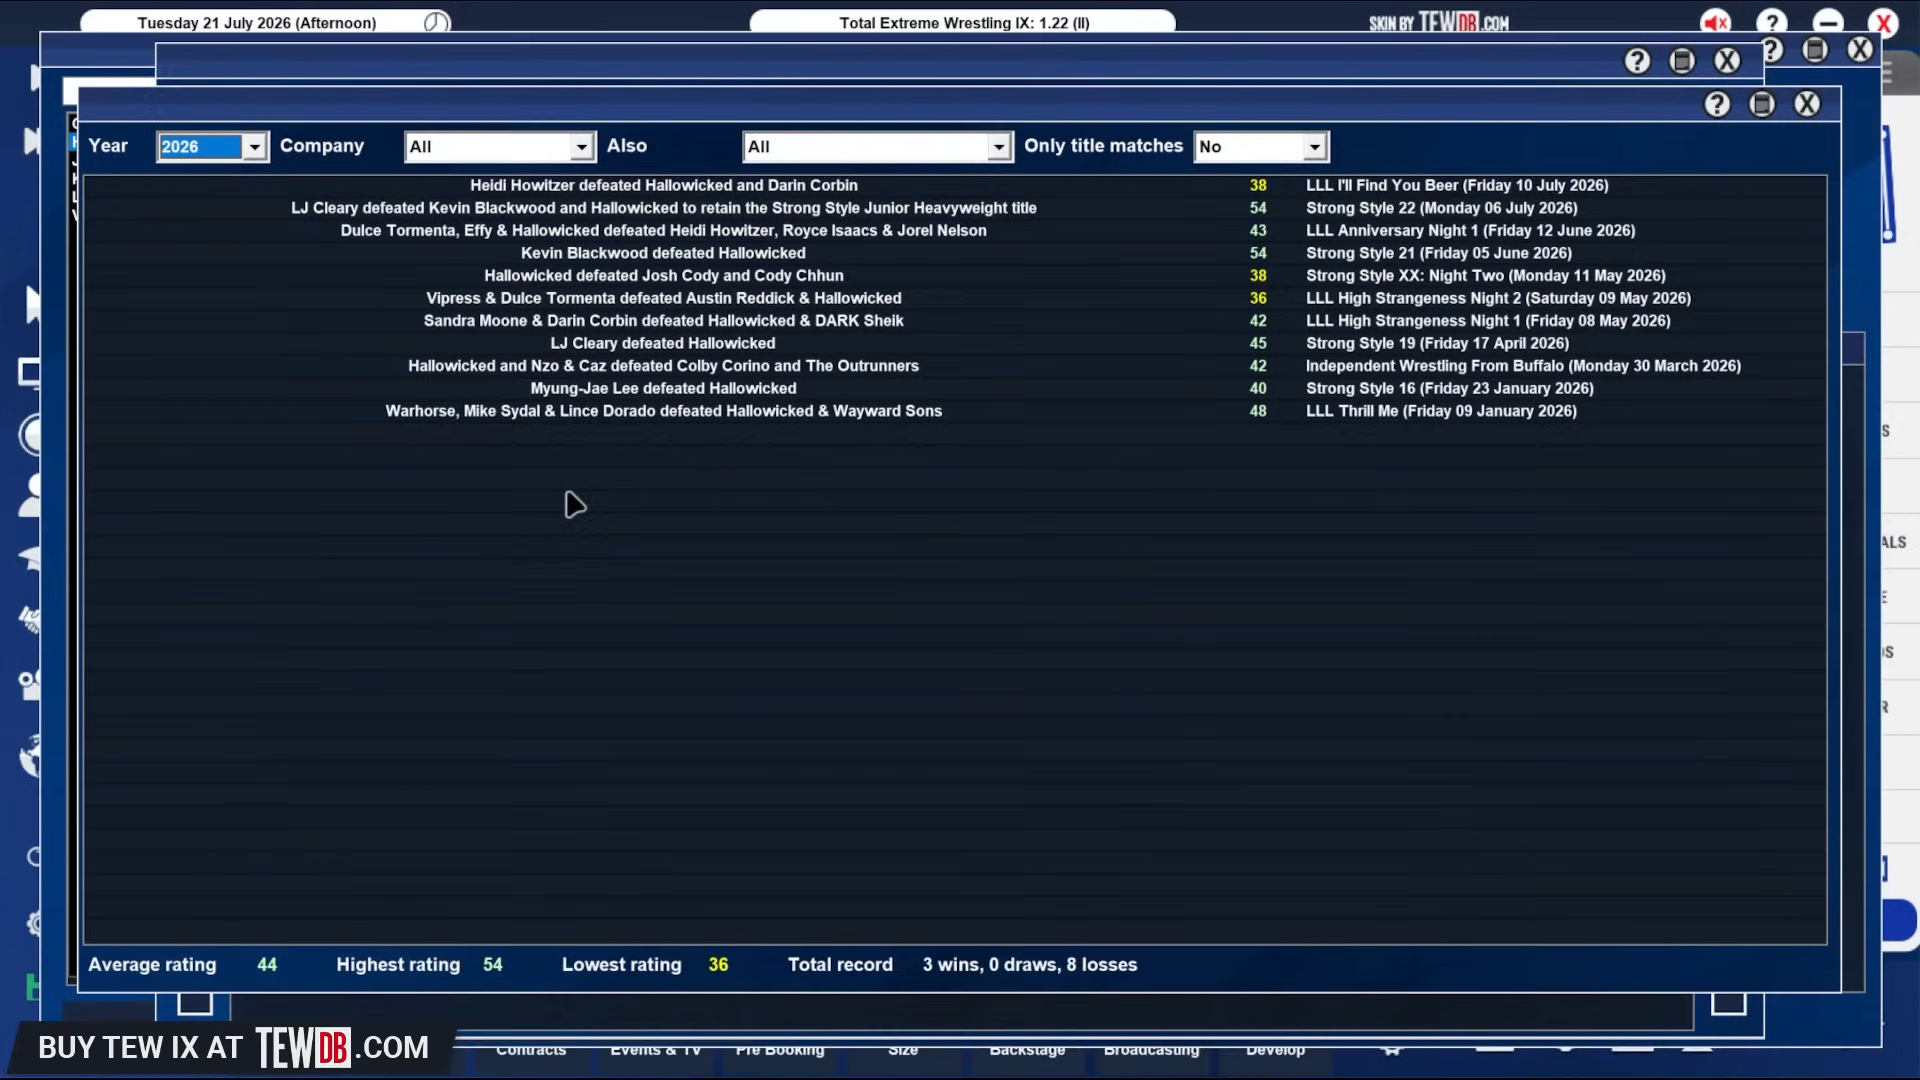 Tuesday 21 July 2026 (Afternoon)
Total Extreme Wrestling IX: 1.22 (II)
SKIN BY TEWDB.COM
Year 2026 Company All Also All Only title matches No
Heidi Howitzer defeated Hallowicked and Darin Corbin 38 LLL I'll Find You Beer (Friday 10 July 2026)
LJ Cleary defeated Kevin Blackwood and Hallowicked to retain the Strong Style Junior Heavyweight title 54 Strong Style 22 (Monday 06 July 2026)
Dulce Tormenta, Effy & Hallowicked defeated Heidi Howitzer, Royce Isaacs & Jorel Nelson 43 LLL Anniversary Night 1 (Friday 12 June 2026)
Kevin Blackwood defeated Hallowicked 54 Strong Style 21 (Friday 05 June 2026)
Hallowicked defeated Josh Cody and Cody Chhun 38 Strong Style XX: Night Two (Monday 11 May 2026)
Vipress & Dulce Tormenta defeated Austin Reddick & Hallowicked 36 LLL High Strangeness Night 2 (Saturday 09 May 2026)
Sandra Moone & Darin Corbin defeated Hallowicked & DARK Sheik 42 LLL High Strangeness Night 1 (Friday 08 May 2026)
LJ Cleary defeated Hallowicked 45 Strong Style 19 (Friday 17 April 2026)
Hallowicked and Nzo & Caz defeated Colby Corino and The Outrunners 42 Independent Wrestling From Buffalo (Monday 30 March 2026)
Myung-Jae Lee defeated Hallowicked 40 Strong Style 16 (Friday 23 January 2026)
Warhorse, Mike Sydal & Lince Dorado defeated Hallowicked & Wayward Sons 48 LLL Thrill Me (Friday 09 January 2026)
Average rating 44 Highest rating 54 Lowest rating 36 Total record 3 wins, 0 draws, 8 losses
BUY TEW IX AT TEWDB.COM
Contracts Events & TV Pre Booking Size Backstage Broadcasting Develop